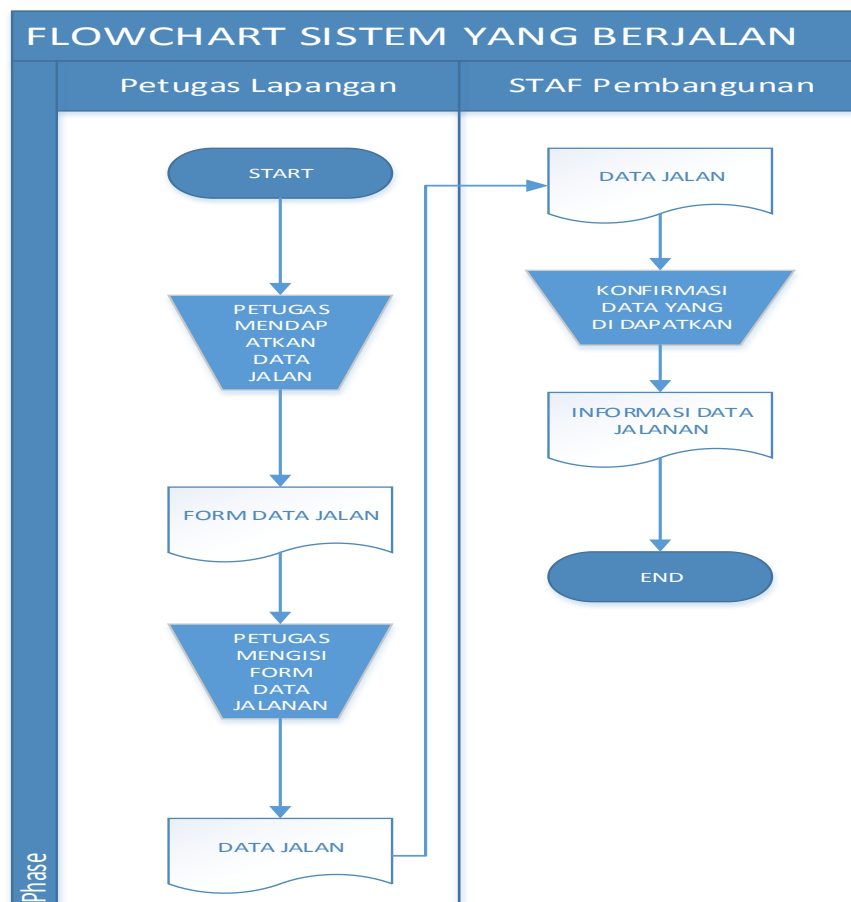 FLOWCHART SISTEM YANG BERJALAN
Petugas Lapangan
STAF Pembangunan
START
PETUGAS
MENDAP
ATKAN
DATA
JALAN
FORM DATA JALAN
PETUGAS
MENGISI
FORM
DATA
JALANAN
DATA JALAN
DATA JALAN
KONFIRMASI
DATA YANG
DI DAPATKAN
INFORMASI DATA
JALANAN
END
Phase